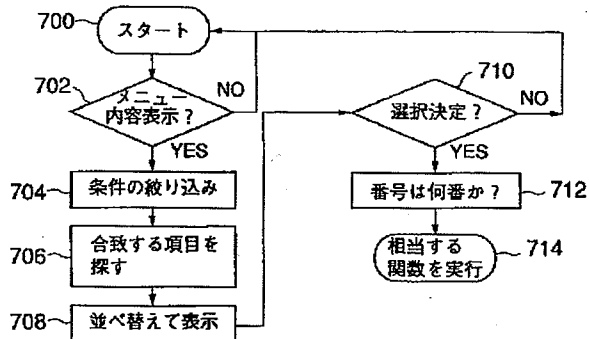 700
スタート
702
メニュー
内容表示？
NO
YES
704
条件の絞り込み
706
合致する項目を
探す
708
並べ替えて表示
710
選択決定？
NO
YES
番号は何番か？
712
相当する
関数を実行
714